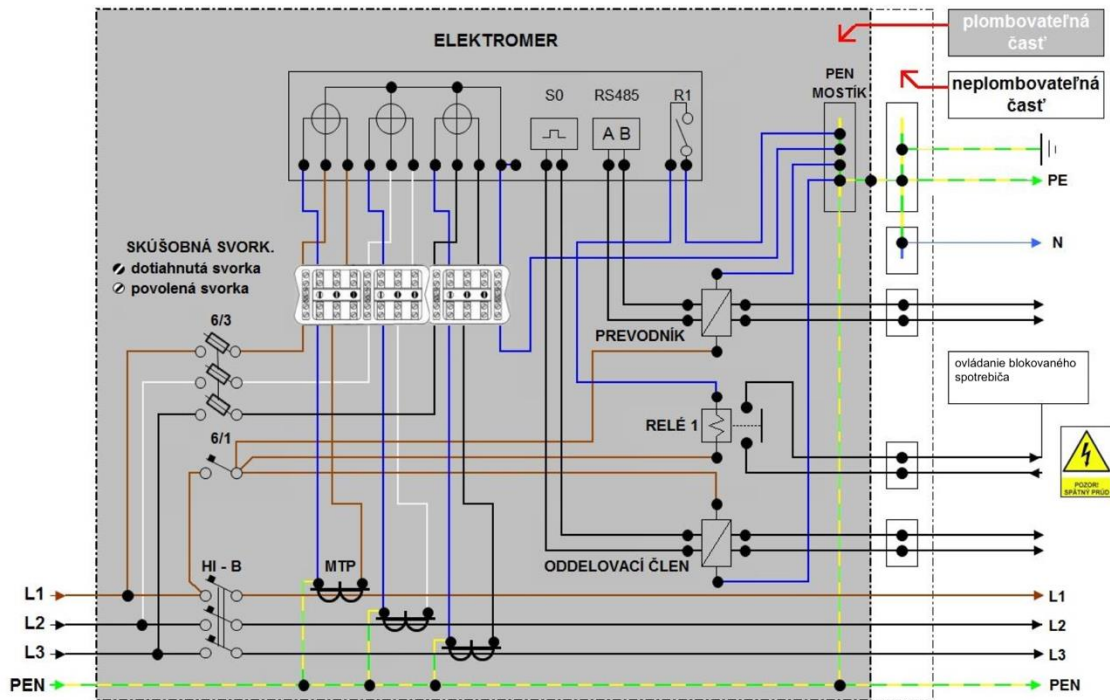 ELEKTROMER
plombovateľná
časť
neplombovateľná
časť
PEN
MOSTÍK
S0
RS485
R1
A B
PE
N
SKÚŠOBNÁ SVORK.
dotiahnutá svorka
povolená svorka
6/3
PREVODNÍK
ovládanie blokovaného
spotrebiča
RELÉ 1
6/1
POZOR!
SPÄTNÝ PRÚD
ODDELOVACÍ ČLEN
HI - B
MTP
L1
L1
L2
L2
L3
L3
PEN
PEN